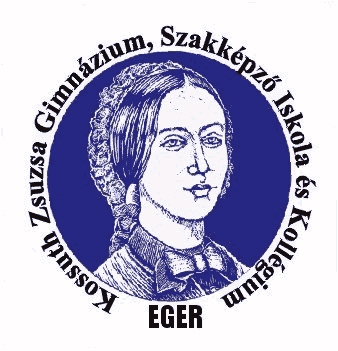 Kossuth Zsuzsa Gimnázium, Szakképző Iskola és Kollégium
EGER